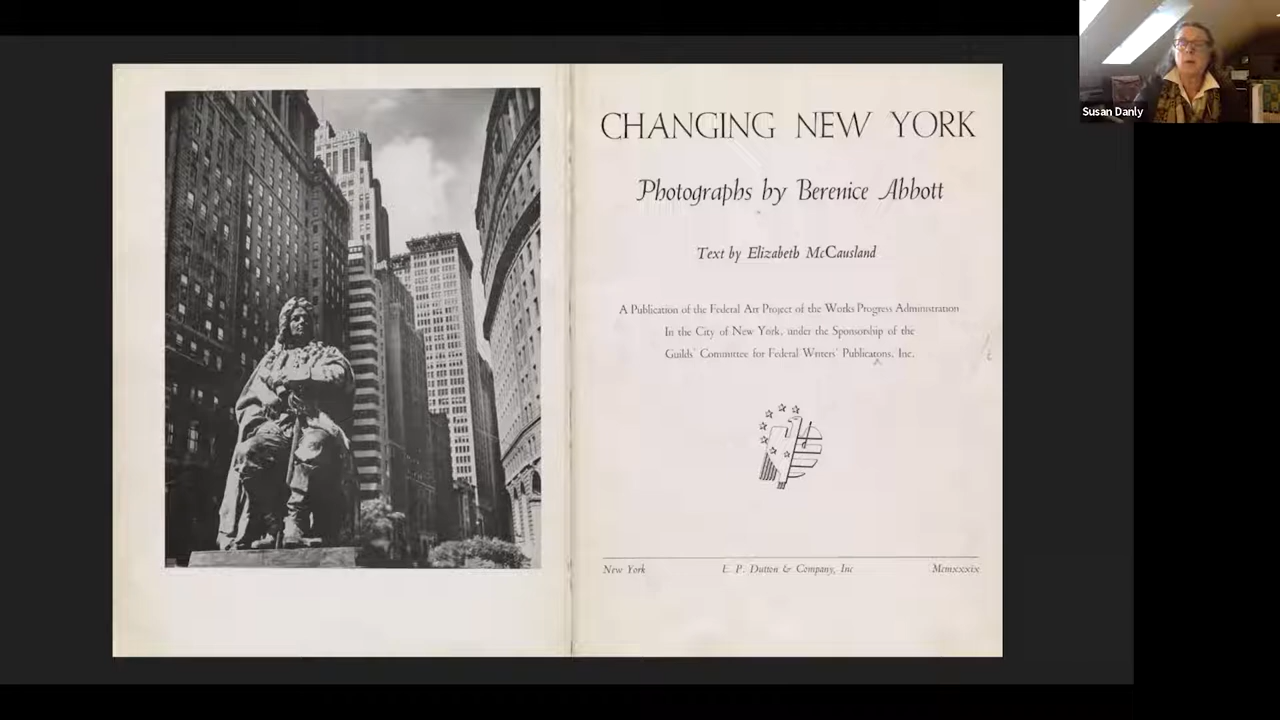 CHANGING NEW YORK
Photographs by Berenice Abbott
Text by Elizabeth McCausland
A Publication of the Federal Art Project of the Works Progress Administration
In the City of New York, under the Sponsorship of the
Guilds' Committee for Federal Writers' Publicatons, Inc.
New York E. P. Dutton & Company, Inc Mcmxxxix
Susan Danly